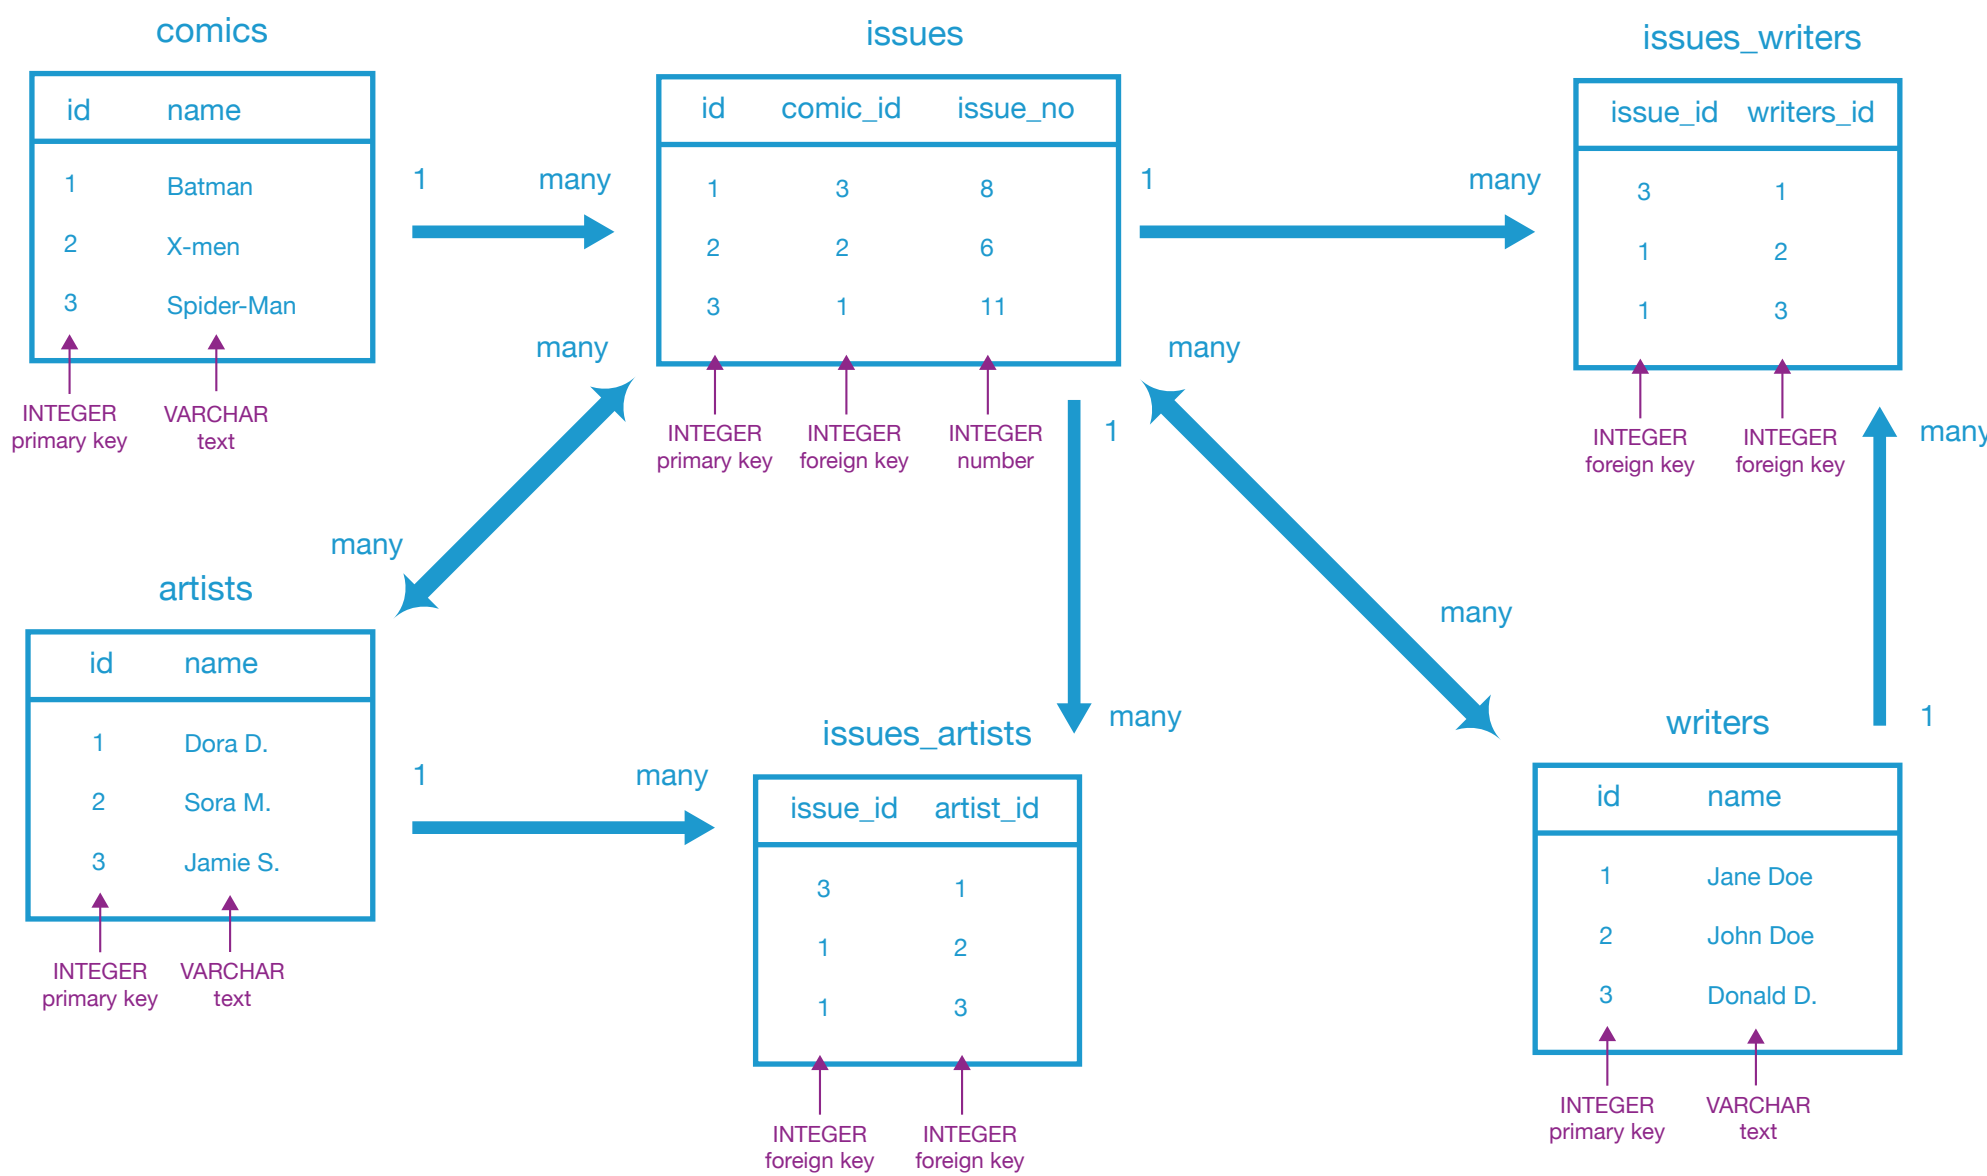 comics
id name
1 Batman
2 X-men
3 Spider-Man
INTEGER
primary key
VARCHAR
text
1 many
issues
id comic_id issue_no
1 3 8
2 2 6
3 1 11
INTEGER
primary key
INTEGER
foreign key
INTEGER
number
1 many
issues_writers
issue_id writers_id
3 1
1 2
1 3
INTEGER
foreign key
INTEGER
foreign key
many
many
many
many
1
many
many
1
artists
id name
1 Dora D.
2 Sora M.
3 Jamie S.
INTEGER
primary key
VARCHAR
text
1 many
issues_artists
issue_id artist_id
3 1
1 2
1 3
INTEGER
foreign key
INTEGER
foreign key
writers
id name
1 Jane Doe
2 John Doe
3 Donald D.
INTEGER
primary key
VARCHAR
text